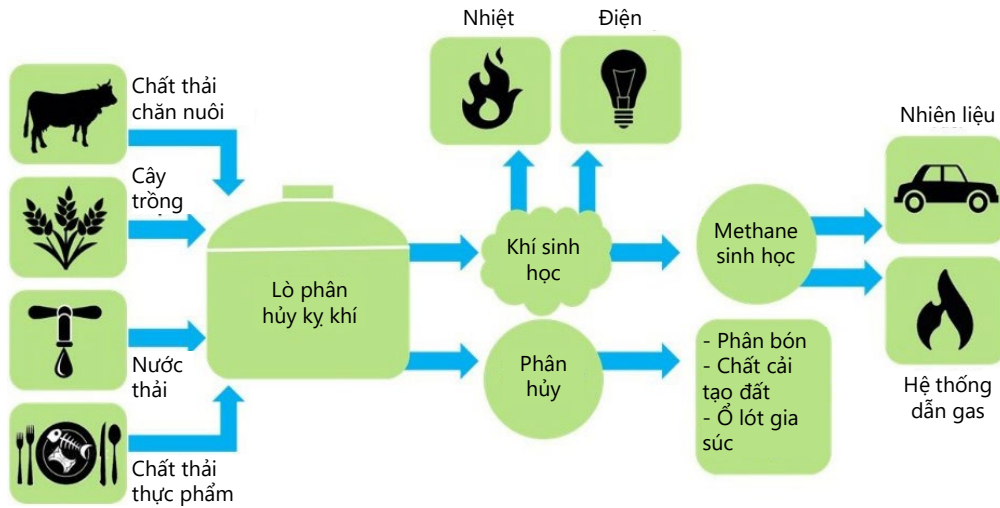 Nhiệt
Điện
Chất thải
chăn nuôi
Cây
trồng
Nước
thải
Chất thải
thực phẩm
Lò phân
hủy kỵ khí
Khí sinh
học
Phân
hủy
Methane
sinh học
- Phân bón
- Chất cải
tạo đất
- Ổ lót gia
súc
Nhiên liệu
Hệ thống
dẫn gas